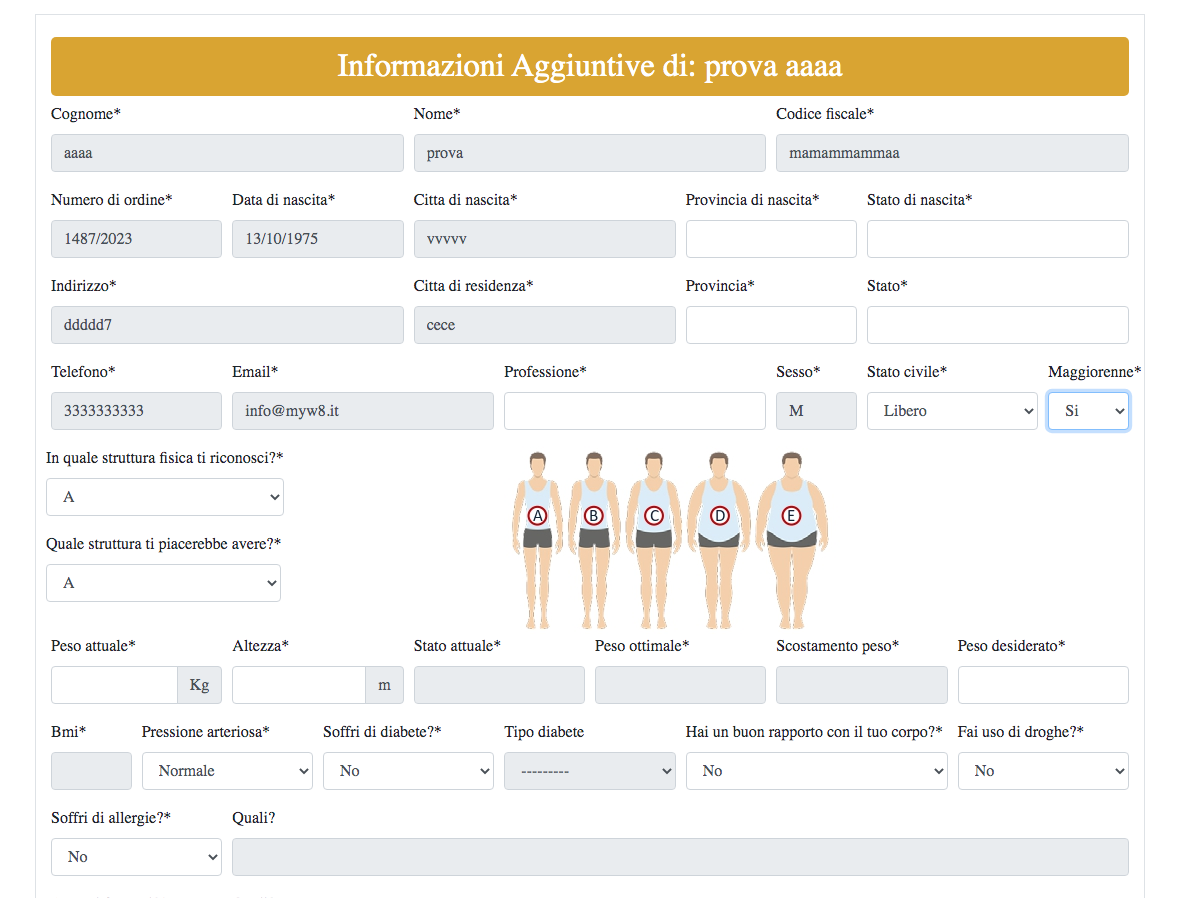 Informazioni Aggiuntive di: prova aaaa
Cognome* Nome* Codice fiscale*
aaaa prova mamammammaa
Numero di ordine* Data di nascita* Citta di nascita* Provincia di nascita* Stato di nascita*
1487/2023 13/10/1975 vvvvv
Indirizzo* Citta di residenza* Provincia* Stato*
ddddd7 cece
Telefono* Email* Professione* Sesso* Stato civile* Maggiorenne*
3333333333 info@myw8.it M Libero Si
In quale struttura fisica ti riconosci?*
A
A B C D E
Quale struttura ti piacerebbe avere?*
A
Peso attuale* Altezza* Stato attuale* Peso ottimale* Scostamento peso* Peso desiderato*
Kg m
Bmi* Pressione arteriosa* Soffri di diabete?* Tipo diabete Hai un buon rapporto con il tuo corpo?* Fai uso di droghe?*
Normale No --------- No No
Soffri di allergie?* Quali?
No